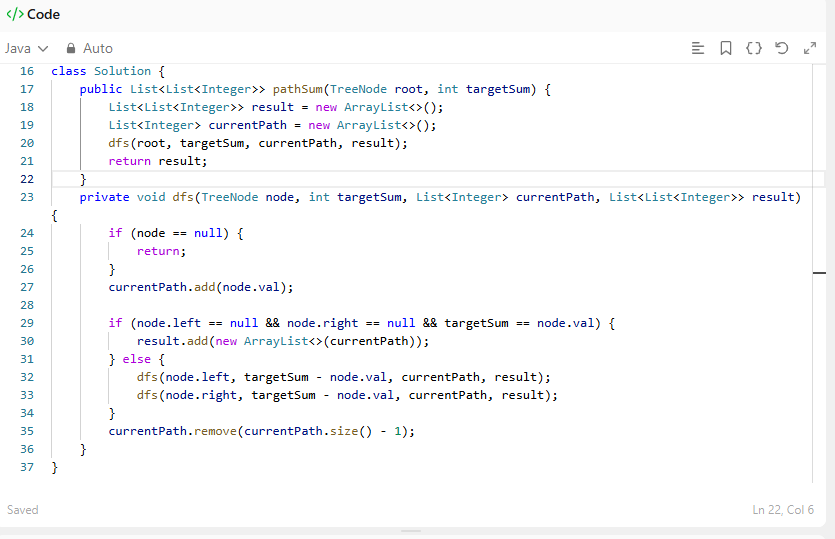 </> Code
Java Auto
16 class Solution {
17 public List<List<Integer>> pathSum(TreeNode root, int targetSum) {
18 List<List<Integer>> result = new ArrayList<>();
19 List<Integer> currentPath = new ArrayList<>();
20 dfs(root, targetSum, currentPath, result);
21 return result;
22 }
23 private void dfs(TreeNode node, int targetSum, List<Integer> currentPath, List<List<Integer>> result)
{
24 if (node == null) {
25 return;
26 }
27 currentPath.add(node.val);
28
29 if (node.left == null && node.right == null && targetSum == node.val) {
30 result.add(new ArrayList<>(currentPath));
31 } else {
32 dfs(node.left, targetSum - node.val, currentPath, result);
33 dfs(node.right, targetSum - node.val, currentPath, result);
34 }
35 currentPath.remove(currentPath.size() - 1);
36 }
37 }
Saved Ln 22, Col 6